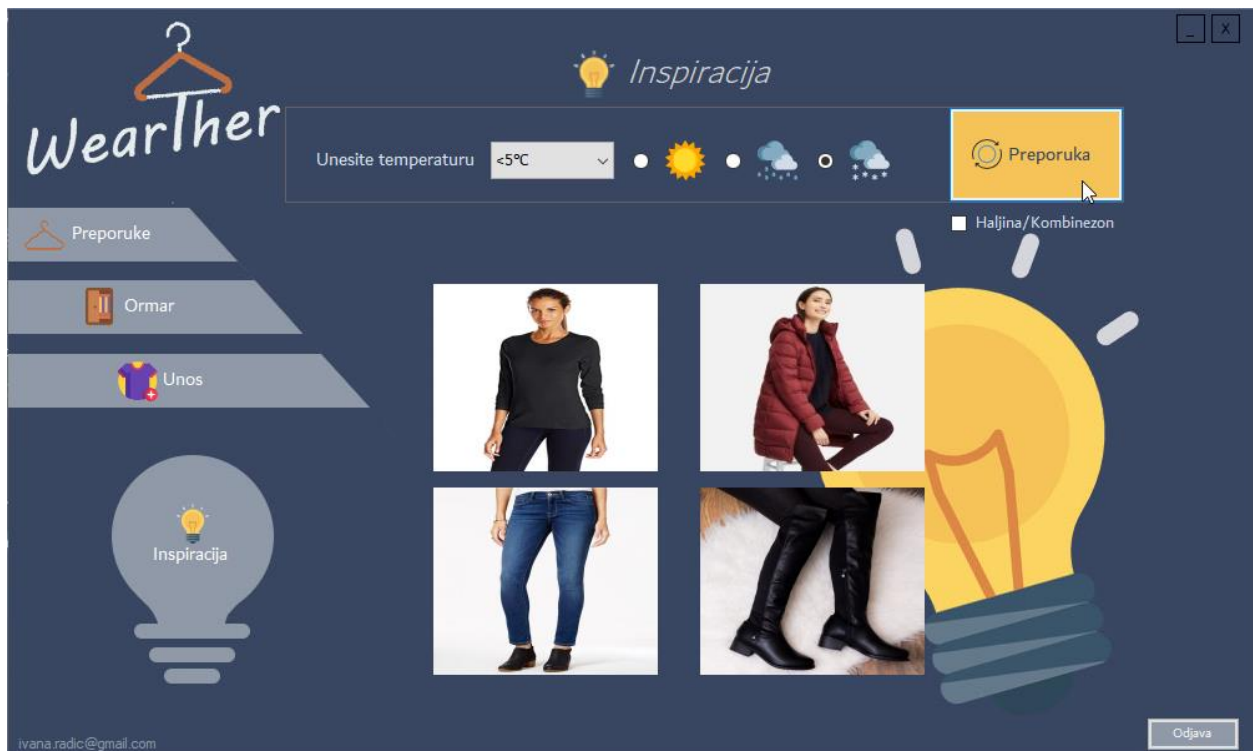 _ X
WearTher
Inspiracija
Unesite temperaturu <5°C Preporuka
Haljina/Kombinezon
Preporuke
Ormar
Unos
Inspiracija
ivana.radic@gmail.com
Odjava